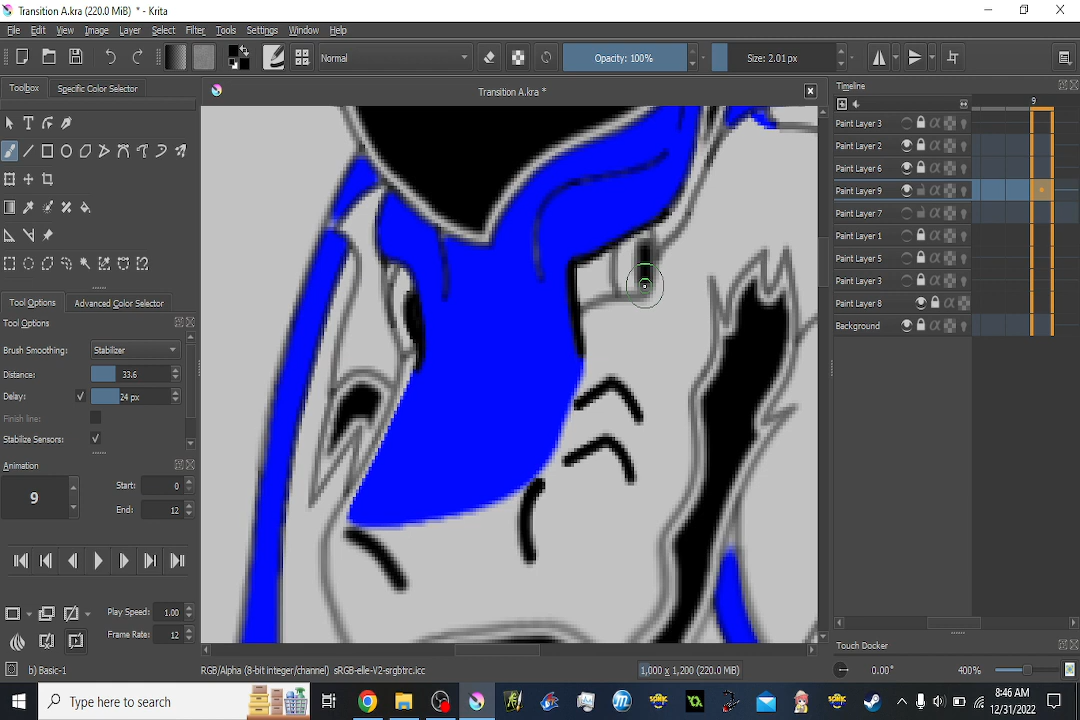 Transition A.kra (220.0 MiB) * - Krita
File Edit View Image Layer Select Filter Tools Settings Window Help
Normal Opacity: 100% Size: 2.01 px
Toolbox Specific Color Selector
Transition A.kra *
Timeline
9
Paint Layer 3
Paint Layer 2
Paint Layer 6
Paint Layer 9
Paint Layer 7
Paint Layer 1
Paint Layer 5
Paint Layer 3
Paint Layer 8
Background
Tool Options Advanced Color Selector
Tool Options
Brush Smoothing: Stabilizer
Distance: 33.6
Delay: 24 px
Finish line:
Stabilize Sensors:
Animation
9
Start: 0
End: 12
Play Speed: 1.00
Frame Rate: 12
Touch Docker
b) Basic-1
RGB/Alpha (8-bit integer/channel) sRGB-elle-V2-srgbtrc.icc
1,000 x 1,200 (220.0 MiB)
0.00°
400%
Type here to search
8:46 AM
12/31/2022